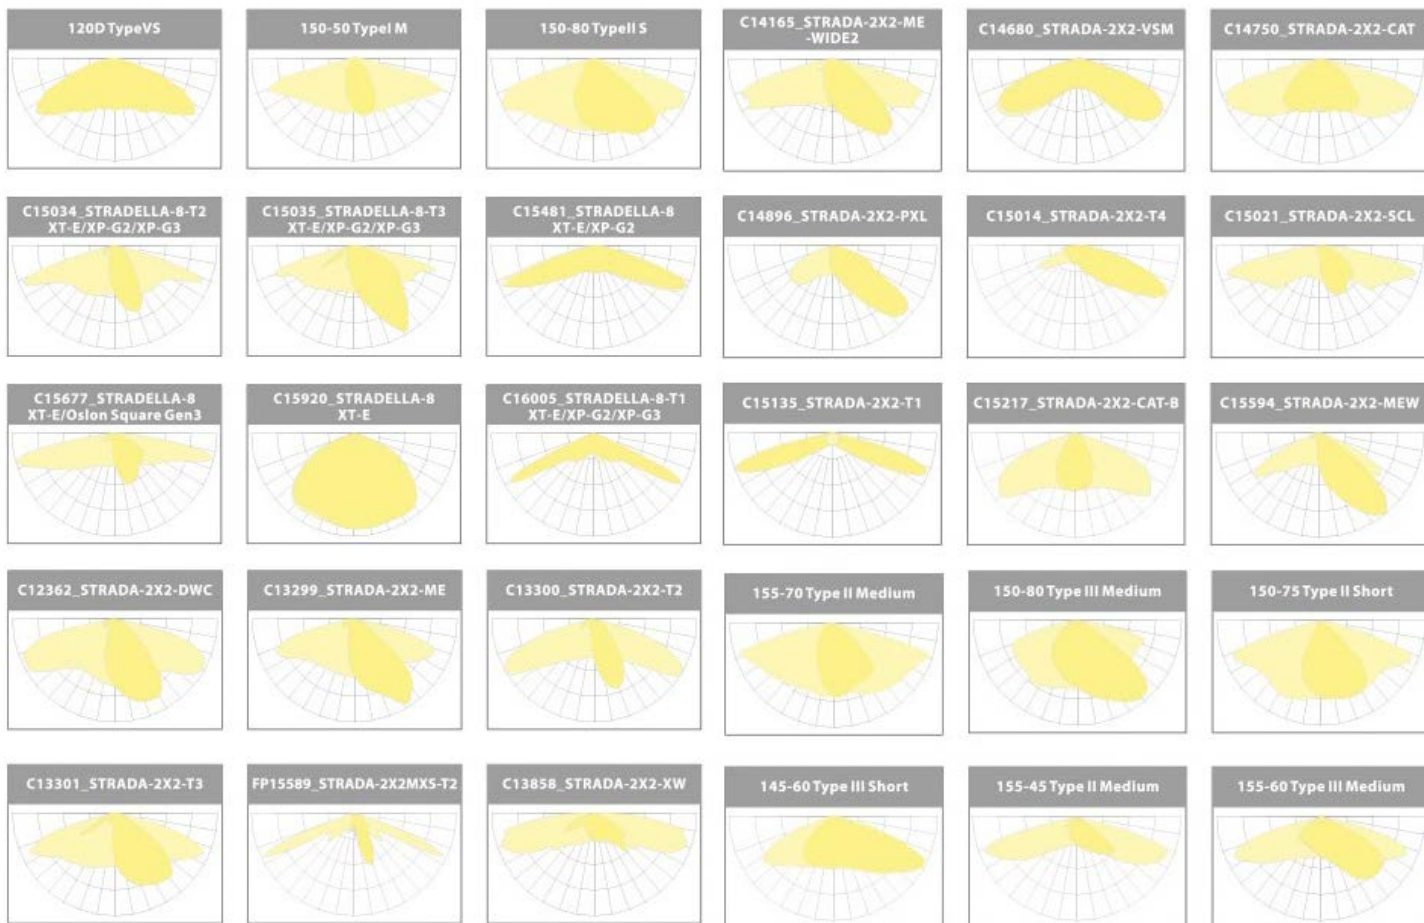 120D TypeVS
150-50 TypeI M
150-80 TypeII S
C14165_STRADA-2X2-ME
-WIDE2
C14680_STRADA-2X2-VSM
C14750_STRADA-2X2-CAT
C15034_STRADELLA-8-T2
XT-E/XP-G2/XP-G3
C15035_STRADELLA-8-T3
XT-E/XP-G2/XP-G3
C15481_STRADELLA-8
XT-E/XP-G2
C14896_STRADA-2X2-PXL
C15014_STRADA-2X2-T4
C15021_STRADA-2X2-SCL
C15677_STRADELLA-8
XT-E/Oslon Square Gen3
C15920_STRADELLA-8
XT-E
C16005_STRADELLA-8-T1
XT-E/XP-G2/XP-G3
C15135_STRADA-2X2-T1
C15217_STRADA-2X2-CAT-B
C15594_STRADA-2X2-MEW
C12362_STRADA-2X2-DWC
C13299_STRADA-2X2-ME
C13300_STRADA-2X2-T2
155-70 Type II Medium
150-80 Type III Medium
150-75 Type II Short
C13301_STRADA-2X2-T3
FP15589_STRADA-2X2MXS-T2
C13858_STRADA-2X2-XW
145-60 Type III Short
155-45 Type II Medium
155-60 Type III Medium